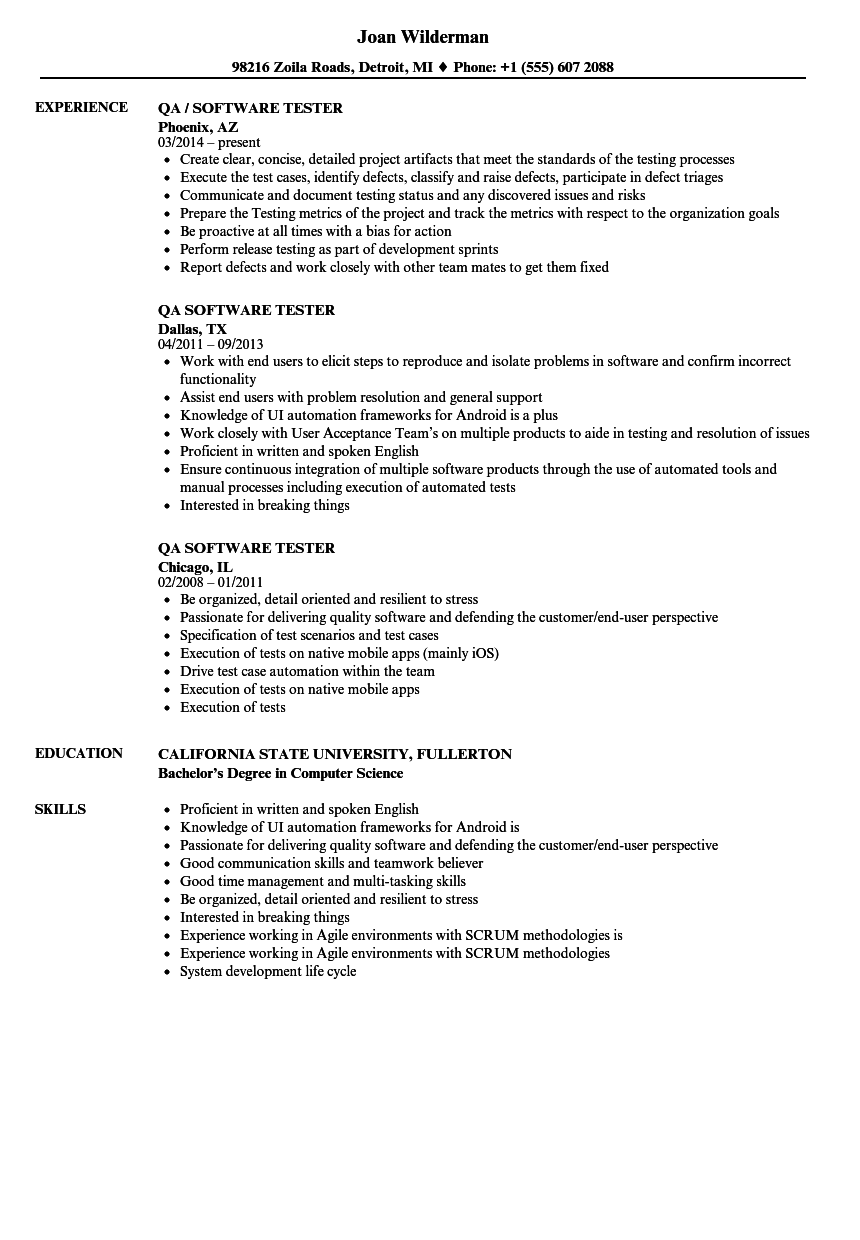 Joan Wilderman
98216 Zoila Roads, Detroit, MI ♦ Phone: +1 (555) 607 2088
EXPERIENCE
QA / SOFTWARE TESTER
Phoenix, AZ
03/2014 – present
• Create clear, concise, detailed project artifacts that meet the standards of the testing processes
• Execute the test cases, identify defects, classify and raise defects, participate in defect triages
• Communicate and document testing status and any discovered issues and risks
• Prepare the Testing metrics of the project and track the metrics with respect to the organization goals
• Be proactive at all times with a bias for action
• Perform release testing as part of development sprints
• Report defects and work closely with other team mates to get them fixed
QA SOFTWARE TESTER
Dallas, TX
04/2011 – 09/2013
• Work with end users to elicit steps to reproduce and isolate problems in software and confirm incorrect
functionality
• Assist end users with problem resolution and general support
• Knowledge of UI automation frameworks for Android is a plus
• Work closely with User Acceptance Team's on multiple products to aide in testing and resolution of issues
• Proficient in written and spoken English
• Ensure continuous integration of multiple software products through the use of automated tools and
manual processes including execution of automated tests
• Interested in breaking things
QA SOFTWARE TESTER
Chicago, IL
02/2008 – 01/2011
• Be organized, detail oriented and resilient to stress
• Passionate for delivering quality software and defending the customer/end-user perspective
• Specification of test scenarios and test cases
• Execution of tests on native mobile apps (mainly iOS)
• Drive test case automation within the team
• Execution of tests on native mobile apps
• Execution of tests
EDUCATION
CALIFORNIA STATE UNIVERSITY, FULLERTON
Bachelor's Degree in Computer Science
SKILLS
• Proficient in written and spoken English
• Knowledge of UI automation frameworks for Android is
• Passionate for delivering quality software and defending the customer/end-user perspective
• Good communication skills and teamwork believer
• Good time management and multi-tasking skills
• Be organized, detail oriented and resilient to stress
• Interested in breaking things
• Experience working in Agile environments with SCRUM methodologies is
• Experience working in Agile environments with SCRUM methodologies
• System development life cycle